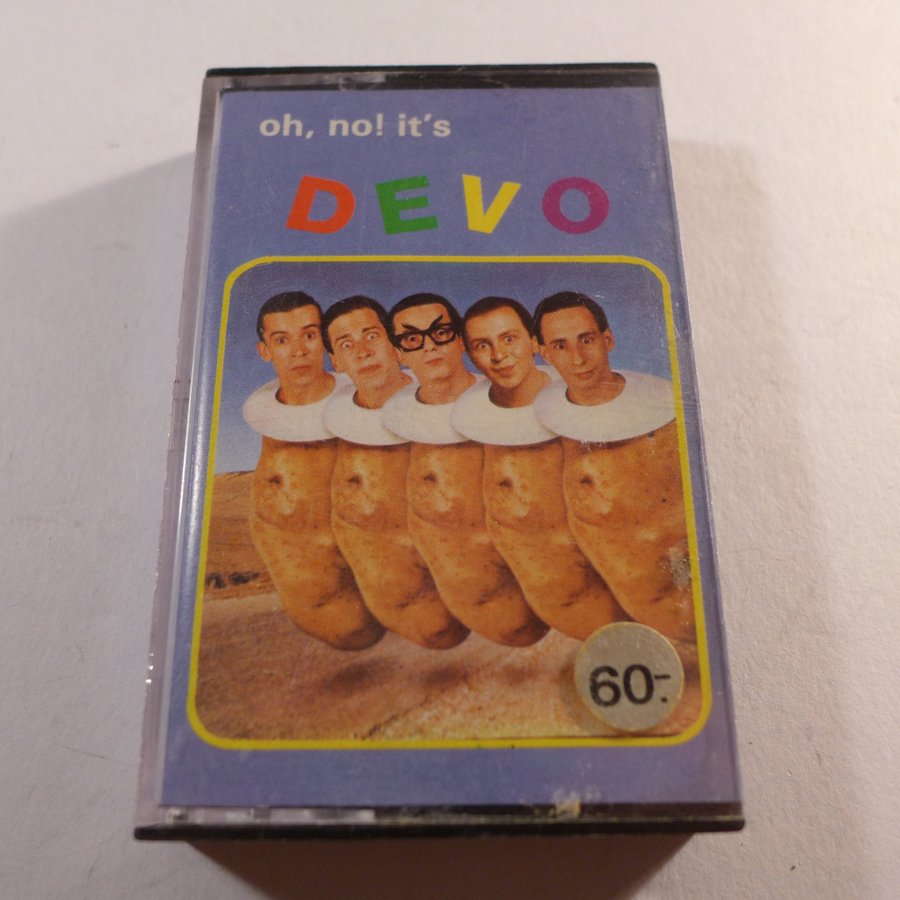 oh, no! it's
DEVO
60:-